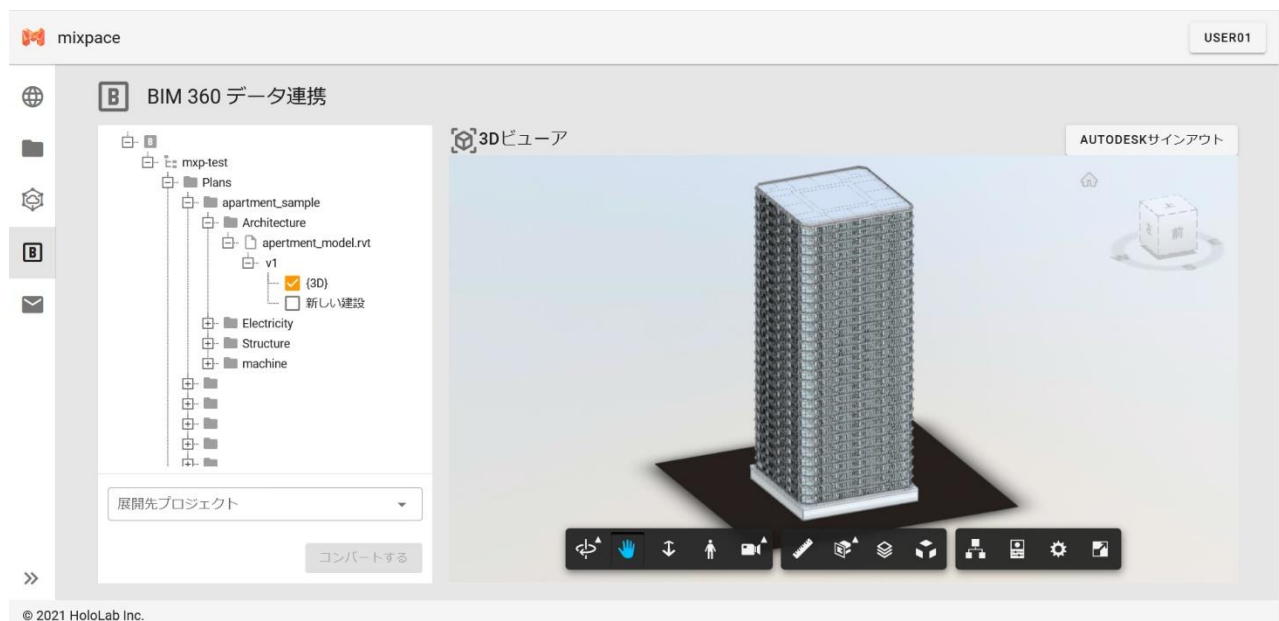 mixpace
USER01
B BIM 360 データ連携
B
mxp-test
Plans
apartment_sample
Architecture
apertment_model.rvt
v1
{3D}
新しい建設
Electricity
Structure
machine
展開先プロジェクト
コンバートする
B
3Dビューア
AUTODESKサインアウト
前
© 2021 HoloLab Inc.